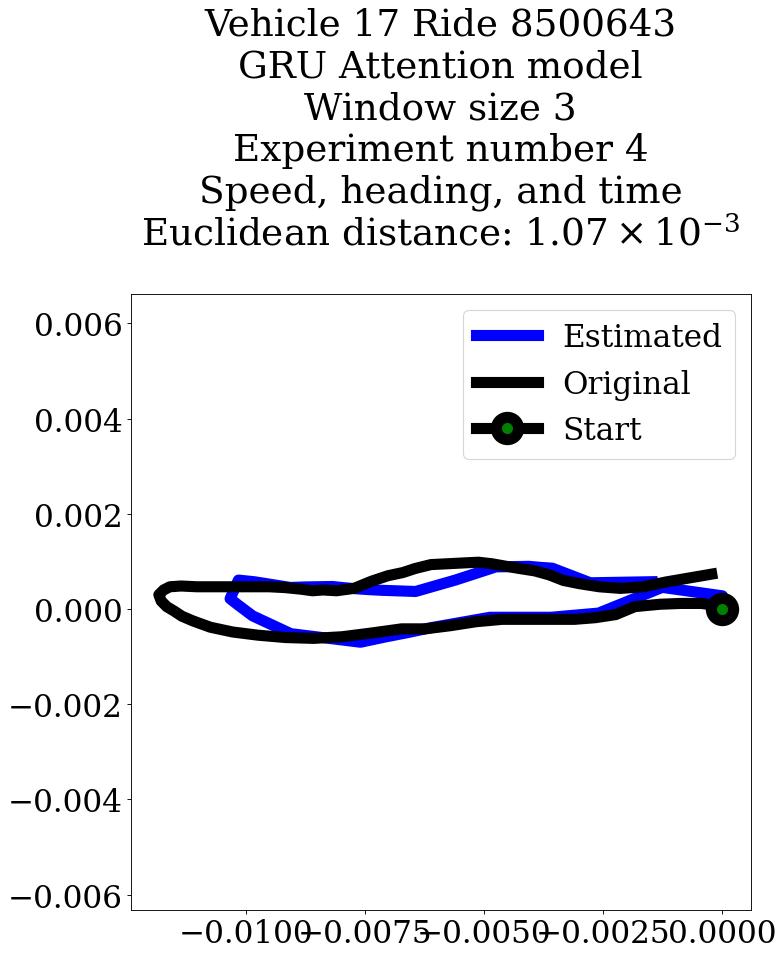 Vehicle 17 Ride 8500643
GRU Attention model
Window size 3
Experiment number 4
Speed, heading, and time
Euclidean distance: 1.07 × 10⁻³
Estimated
Original
Start
0.006
0.004
0.002
0.000
−0.002
−0.004
−0.006
−0.0100 −0.0075 −0.0050 −0.0025 0.0000